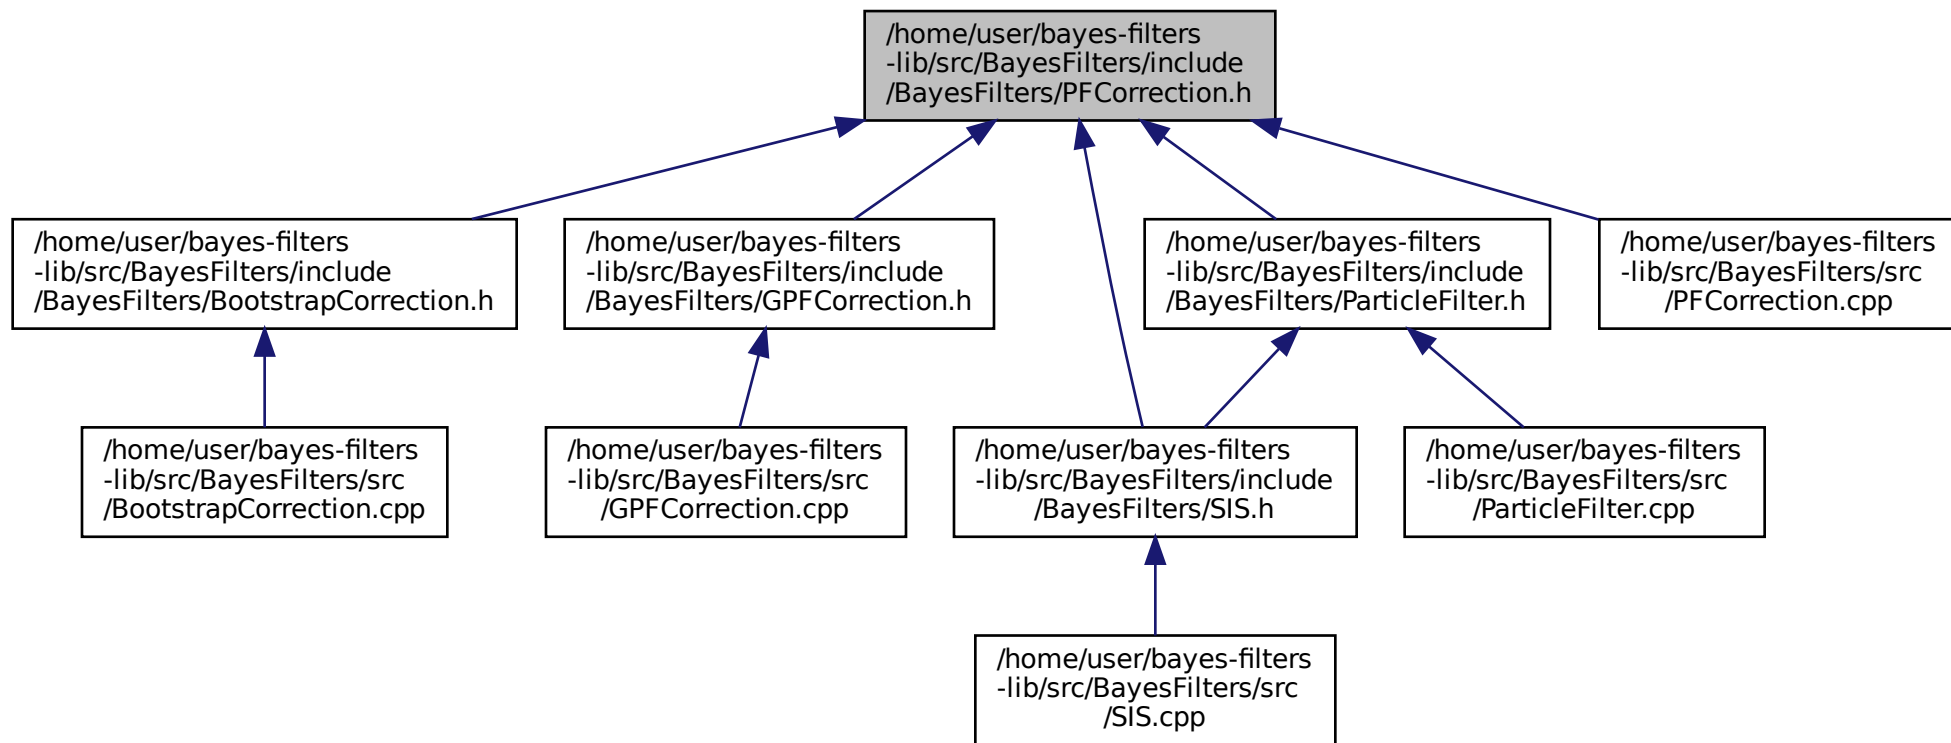 /home/user/bayes-filters
-lib/src/BayesFilters/include
/BayesFilters/PFCorrection.h
/home/user/bayes-filters
-lib/src/BayesFilters/include
/BayesFilters/BootstrapCorrection.h
/home/user/bayes-filters
-lib/src/BayesFilters/include
/BayesFilters/GPFCorrection.h
/home/user/bayes-filters
-lib/src/BayesFilters/include
/BayesFilters/ParticleFilter.h
/home/user/bayes-filters
-lib/src/BayesFilters/src
/PFCorrection.cpp
/home/user/bayes-filters
-lib/src/BayesFilters/src
/BootstrapCorrection.cpp
/home/user/bayes-filters
-lib/src/BayesFilters/src
/GPFCorrection.cpp
/home/user/bayes-filters
-lib/src/BayesFilters/include
/BayesFilters/SIS.h
/home/user/bayes-filters
-lib/src/BayesFilters/src
/ParticleFilter.cpp
/home/user/bayes-filters
-lib/src/BayesFilters/src
/SIS.cpp